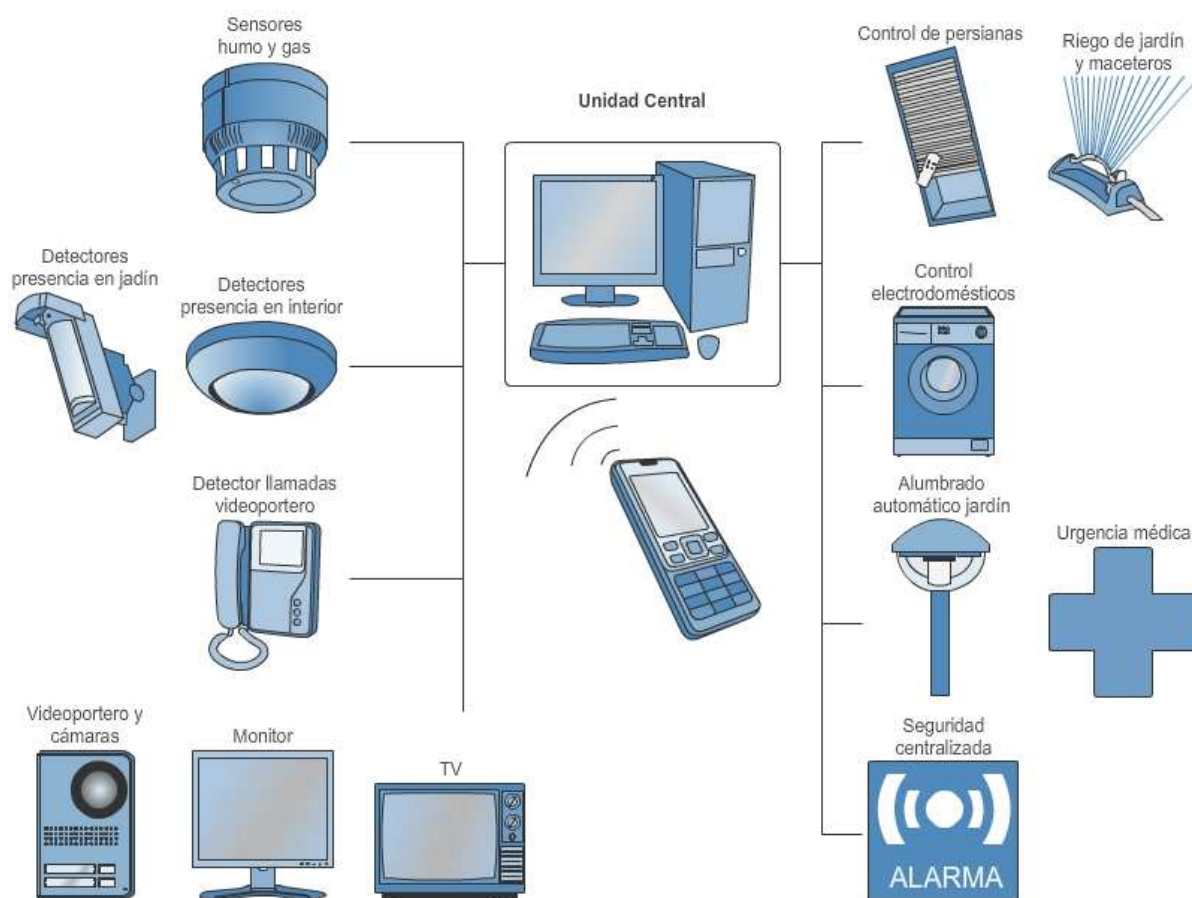 Sensores
humo y gas
Unidad Central
Control de persianas
Riego de jardín
y maceteros
Detectores
presencia en jadín
Detectores
presencia en interior
Control
electrodomésticos
Detector llamadas
videoportero
Alumbrado
automático jardín
Urgencia médica
Videoportero y
cámaras
Monitor
TV
Seguridad
centralizada
ALARMA